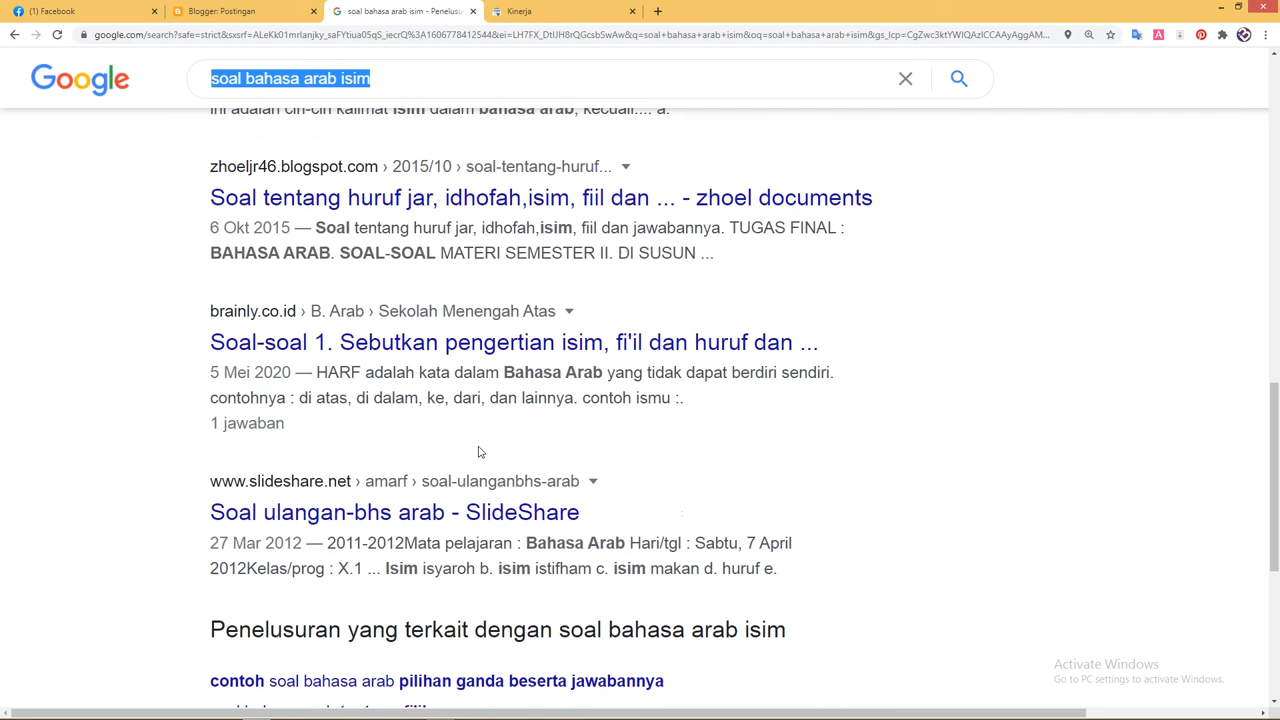 (1) Facebook
Blogger: Postingan
soal bahasa arab isim - Penelusu
Kinerja
google.com/search?safe=strict&sxsrf=ALeKk01mrlanjky_saFYtiua05qS_iecrQ%3A1606778412544&ei=LH7FX_DtIJH8rQGcsbSwAw&q=soal+bahasa+arab+isim&oq=soal+bahasa+arab+isim&gs_lcp=CgZwc3ktYWIQAzICCAAyAggAM...
Google
soal bahasa arab isim
ini adalah ciri-ciri kalimat isim dalam bahasa arab, kecuali.... a.
zhoeljr46.blogspot.com › 2015/10 › soal-tentang-huruf...
Soal tentang huruf jar, idhofah,isim, fiil dan ... - zhoel documents
6 Okt 2015 — Soal tentang huruf jar, idhofah,isim, fiil dan jawabannya. TUGAS FINAL :
BAHASA ARAB. SOAL-SOAL MATERI SEMESTER II. DI SUSUN ...
brainly.co.id › B. Arab › Sekolah Menengah Atas
Soal-soal 1. Sebutkan pengertian isim, fi'il dan huruf dan ...
5 Mei 2020 — HARF adalah kata dalam Bahasa Arab yang tidak dapat berdiri sendiri.
contohnya : di atas, di dalam, ke, dari, dan lainnya. contoh ismu :.
1 jawaban
www.slideshare.net › amarf › soal-ulanganbhs-arab
Soal ulangan-bhs arab - SlideShare
27 Mar 2012 — 2011-2012Mata pelajaran : Bahasa Arab Hari/tgl : Sabtu, 7 April
2012Kelas/prog : X.1 ... Isim isyaroh b. isim istifham c. isim makan d. huruf e.
Penelusuran yang terkait dengan soal bahasa arab isim
Activate Windows
Go to PC settings to activate Windows.
contoh soal bahasa arab pilihan ganda beserta jawabannya